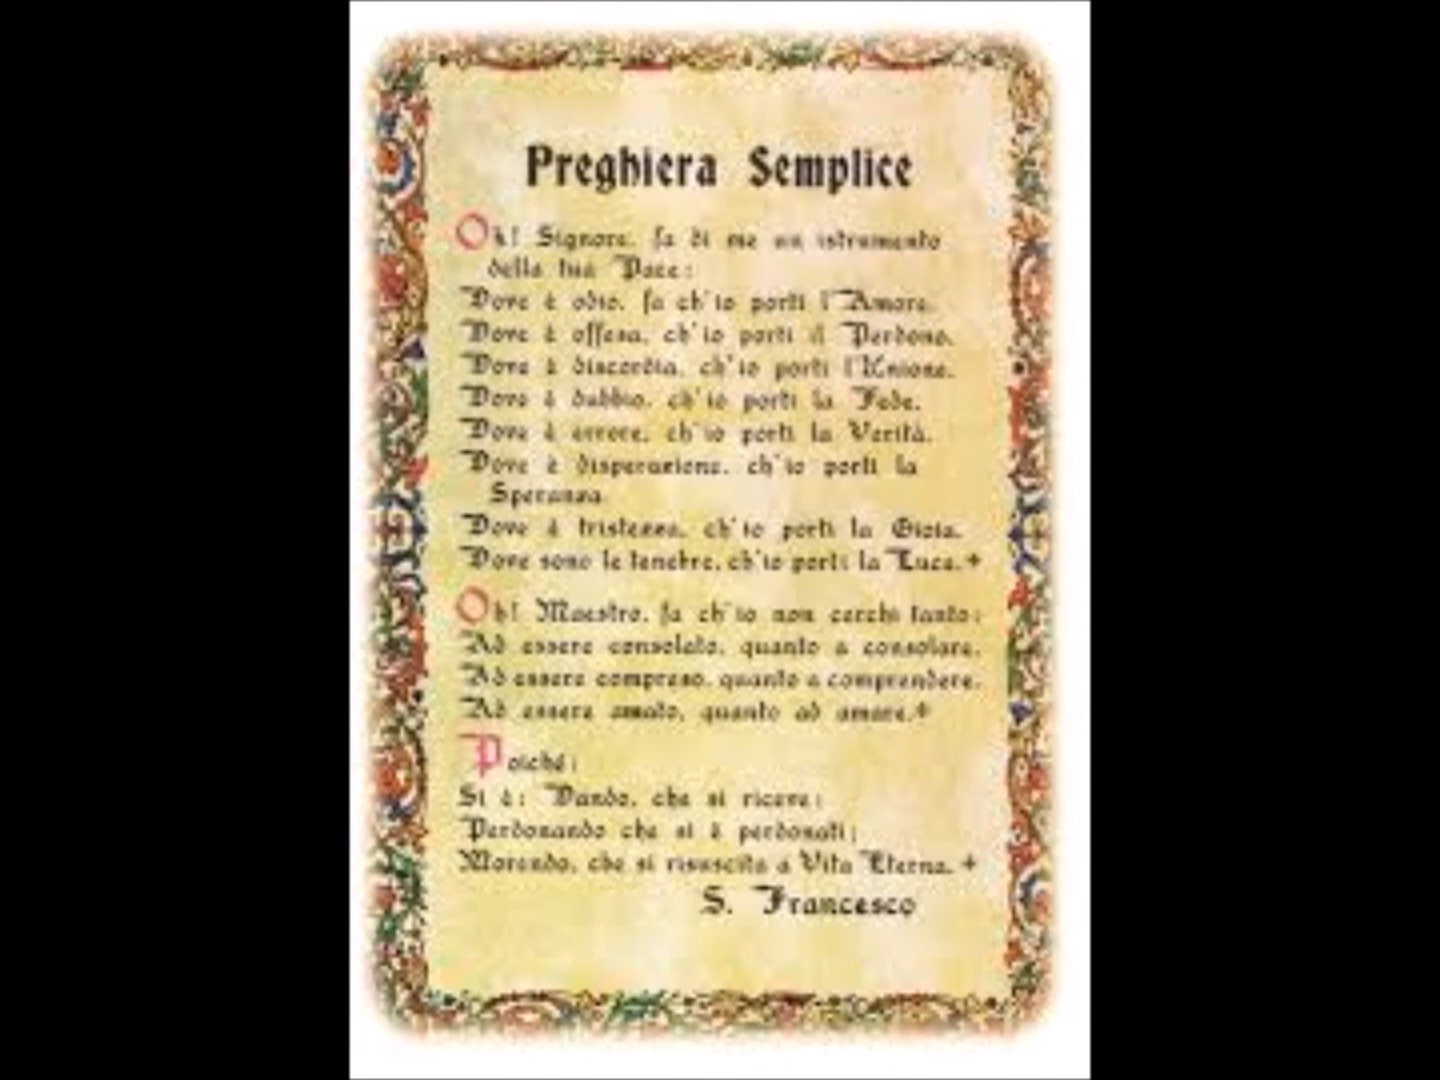 Preghiera Semplice
Oh! Signore, fa di me un istrumento
della tua Pace:
Dove è odio, fa ch'io porti l'Amore.
Dove è offesa, ch'io porti il Perdono.
Dove è discordia, ch'io porti l'Unione.
Dove è dubbio, ch'io porti la Fede.
Dove è errore, ch'io porti la Verità.
Dove è disperazione, ch'io porti la
Speranza.
Dove è tristezza, ch'io porti la Gioia.
Dove sono le tenebre, ch'io porti la Luce.+
Oh! Maestro, fa ch'io non cerchi tanto:
Ad essere consolato, quanto a consolare.
Ad essere compreso, quanto a comprendere.
Ad essere amato, quanto ad amare.+
Poiché:
Si è: Dando, che si riceve:
Perdonando che si è perdonati;
Morendo, che si risuscita a Vita Eterna. +
S. Francesco